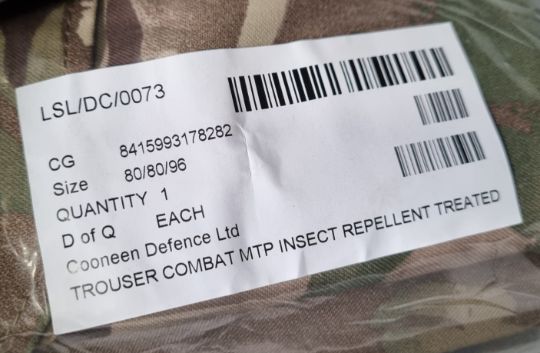 LSL/DC/0073
CG 8415993178282
Size 80/80/96
QUANTITY 1
D of Q EACH
Cooneen Defence Ltd
TROUSER COMBAT MTP INSECT REPELLENT TREATED